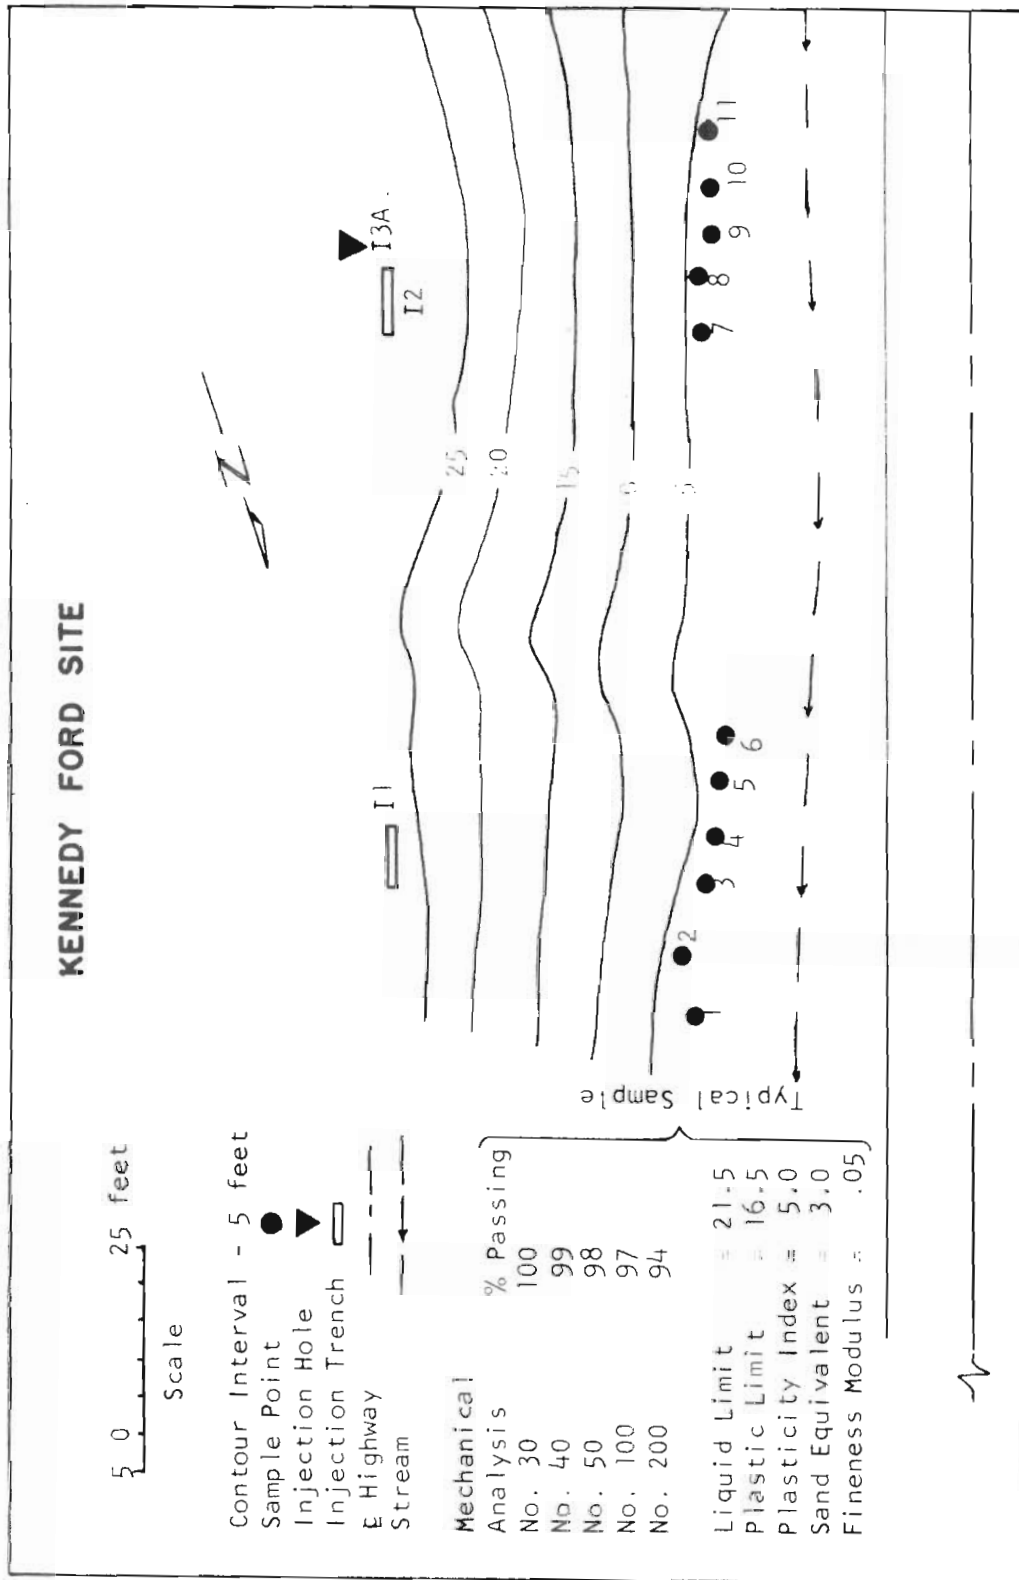 KENNEDY FORD SITE
5 0 25 feet
Scale
Contour Interval - 5 feet
Sample Point
Injection Hole
Injection Trench
E Highway
Stream
Mechanical
Analysis % Passing
No. 30 100
No. 40 99
No. 50 98
No. 100 97
No. 200 94
Liquid Limit = 21.5
Plastic Limit = 16.5
Plasticity Index = 5.0
Sand Equivalent = 3.0
Fineness Modulus = .05
Typical Sample
N
I1
I2
I3A.
25
20
15
5
1
2
3
4
5
6
7
8
9
10
11